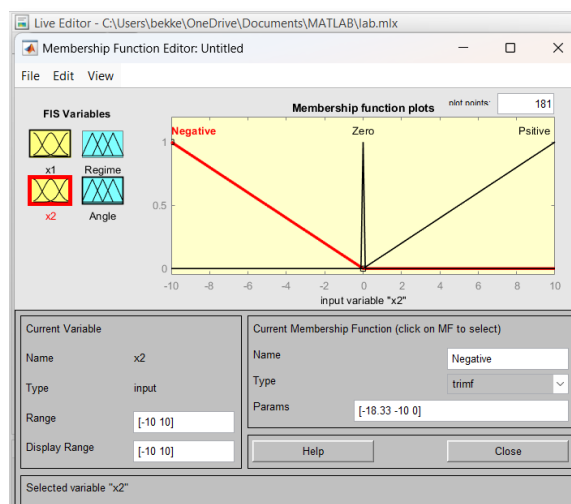 Live Editor - C:\Users\bekke\OneDrive\Documents\MATLAB\lab.mlx
Membership Function Editor: Untitled
File Edit View
FIS Variables
x1 Regime
x2 Angle
Membership function plots
plot points:
181
Negative Zero Psitive
1
0.5
0
-10 -8 -6 -4 -2 0 2 4 6 8 10
input variable "x2"
Current Variable
Name x2
Type input
Range [-10 10]
Display Range [-10 10]
Current Membership Function (click on MF to select)
Name Negative
Type trimf
Params [-18.33 -10 0]
Help Close
Selected variable "x2"